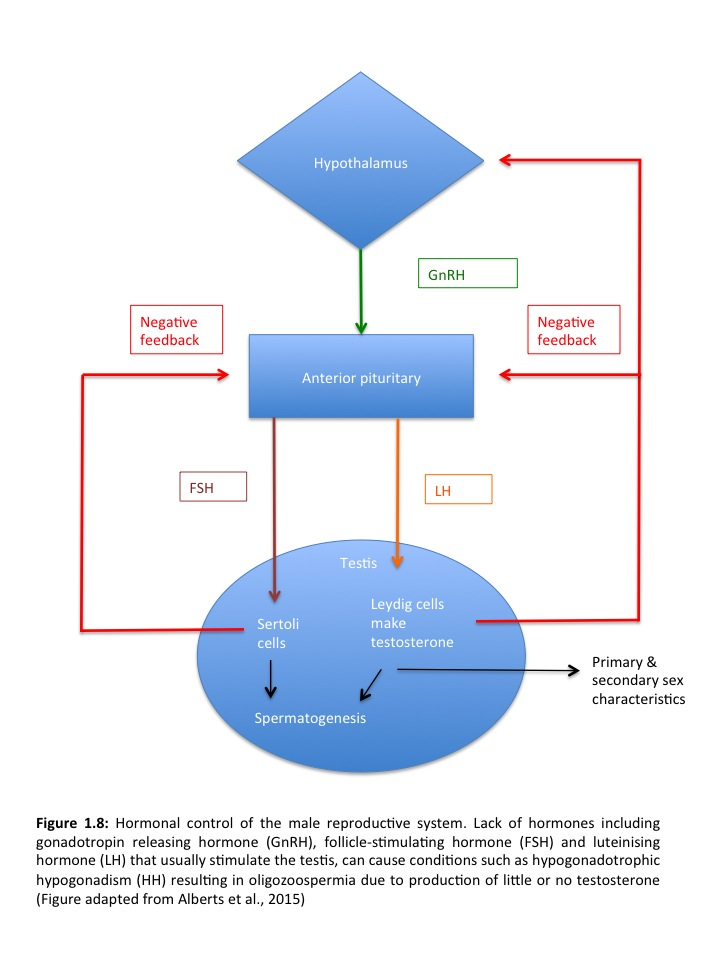 Hypothalamus
GnRH
Negative
feedback
Negative
feedback
Anterior pituritary
FSH
LH
Testis
Leydig cells
make
testosterone
Sertoli
cells
Primary &
secondary sex
characteristics
Spermatogenesis
Figure 1.8: Hormonal control of the male reproductive system. Lack of hormones including
gonadotropin releasing hormone (GnRH), follicle-stimulating hormone (FSH) and luteinising
hormone (LH) that usually stimulate the testis, can cause conditions such as hypogonadotrophic
hypogonadism (HH) resulting in oligozoospermia due to production of little or no testosterone
(Figure adapted from Alberts et al., 2015)